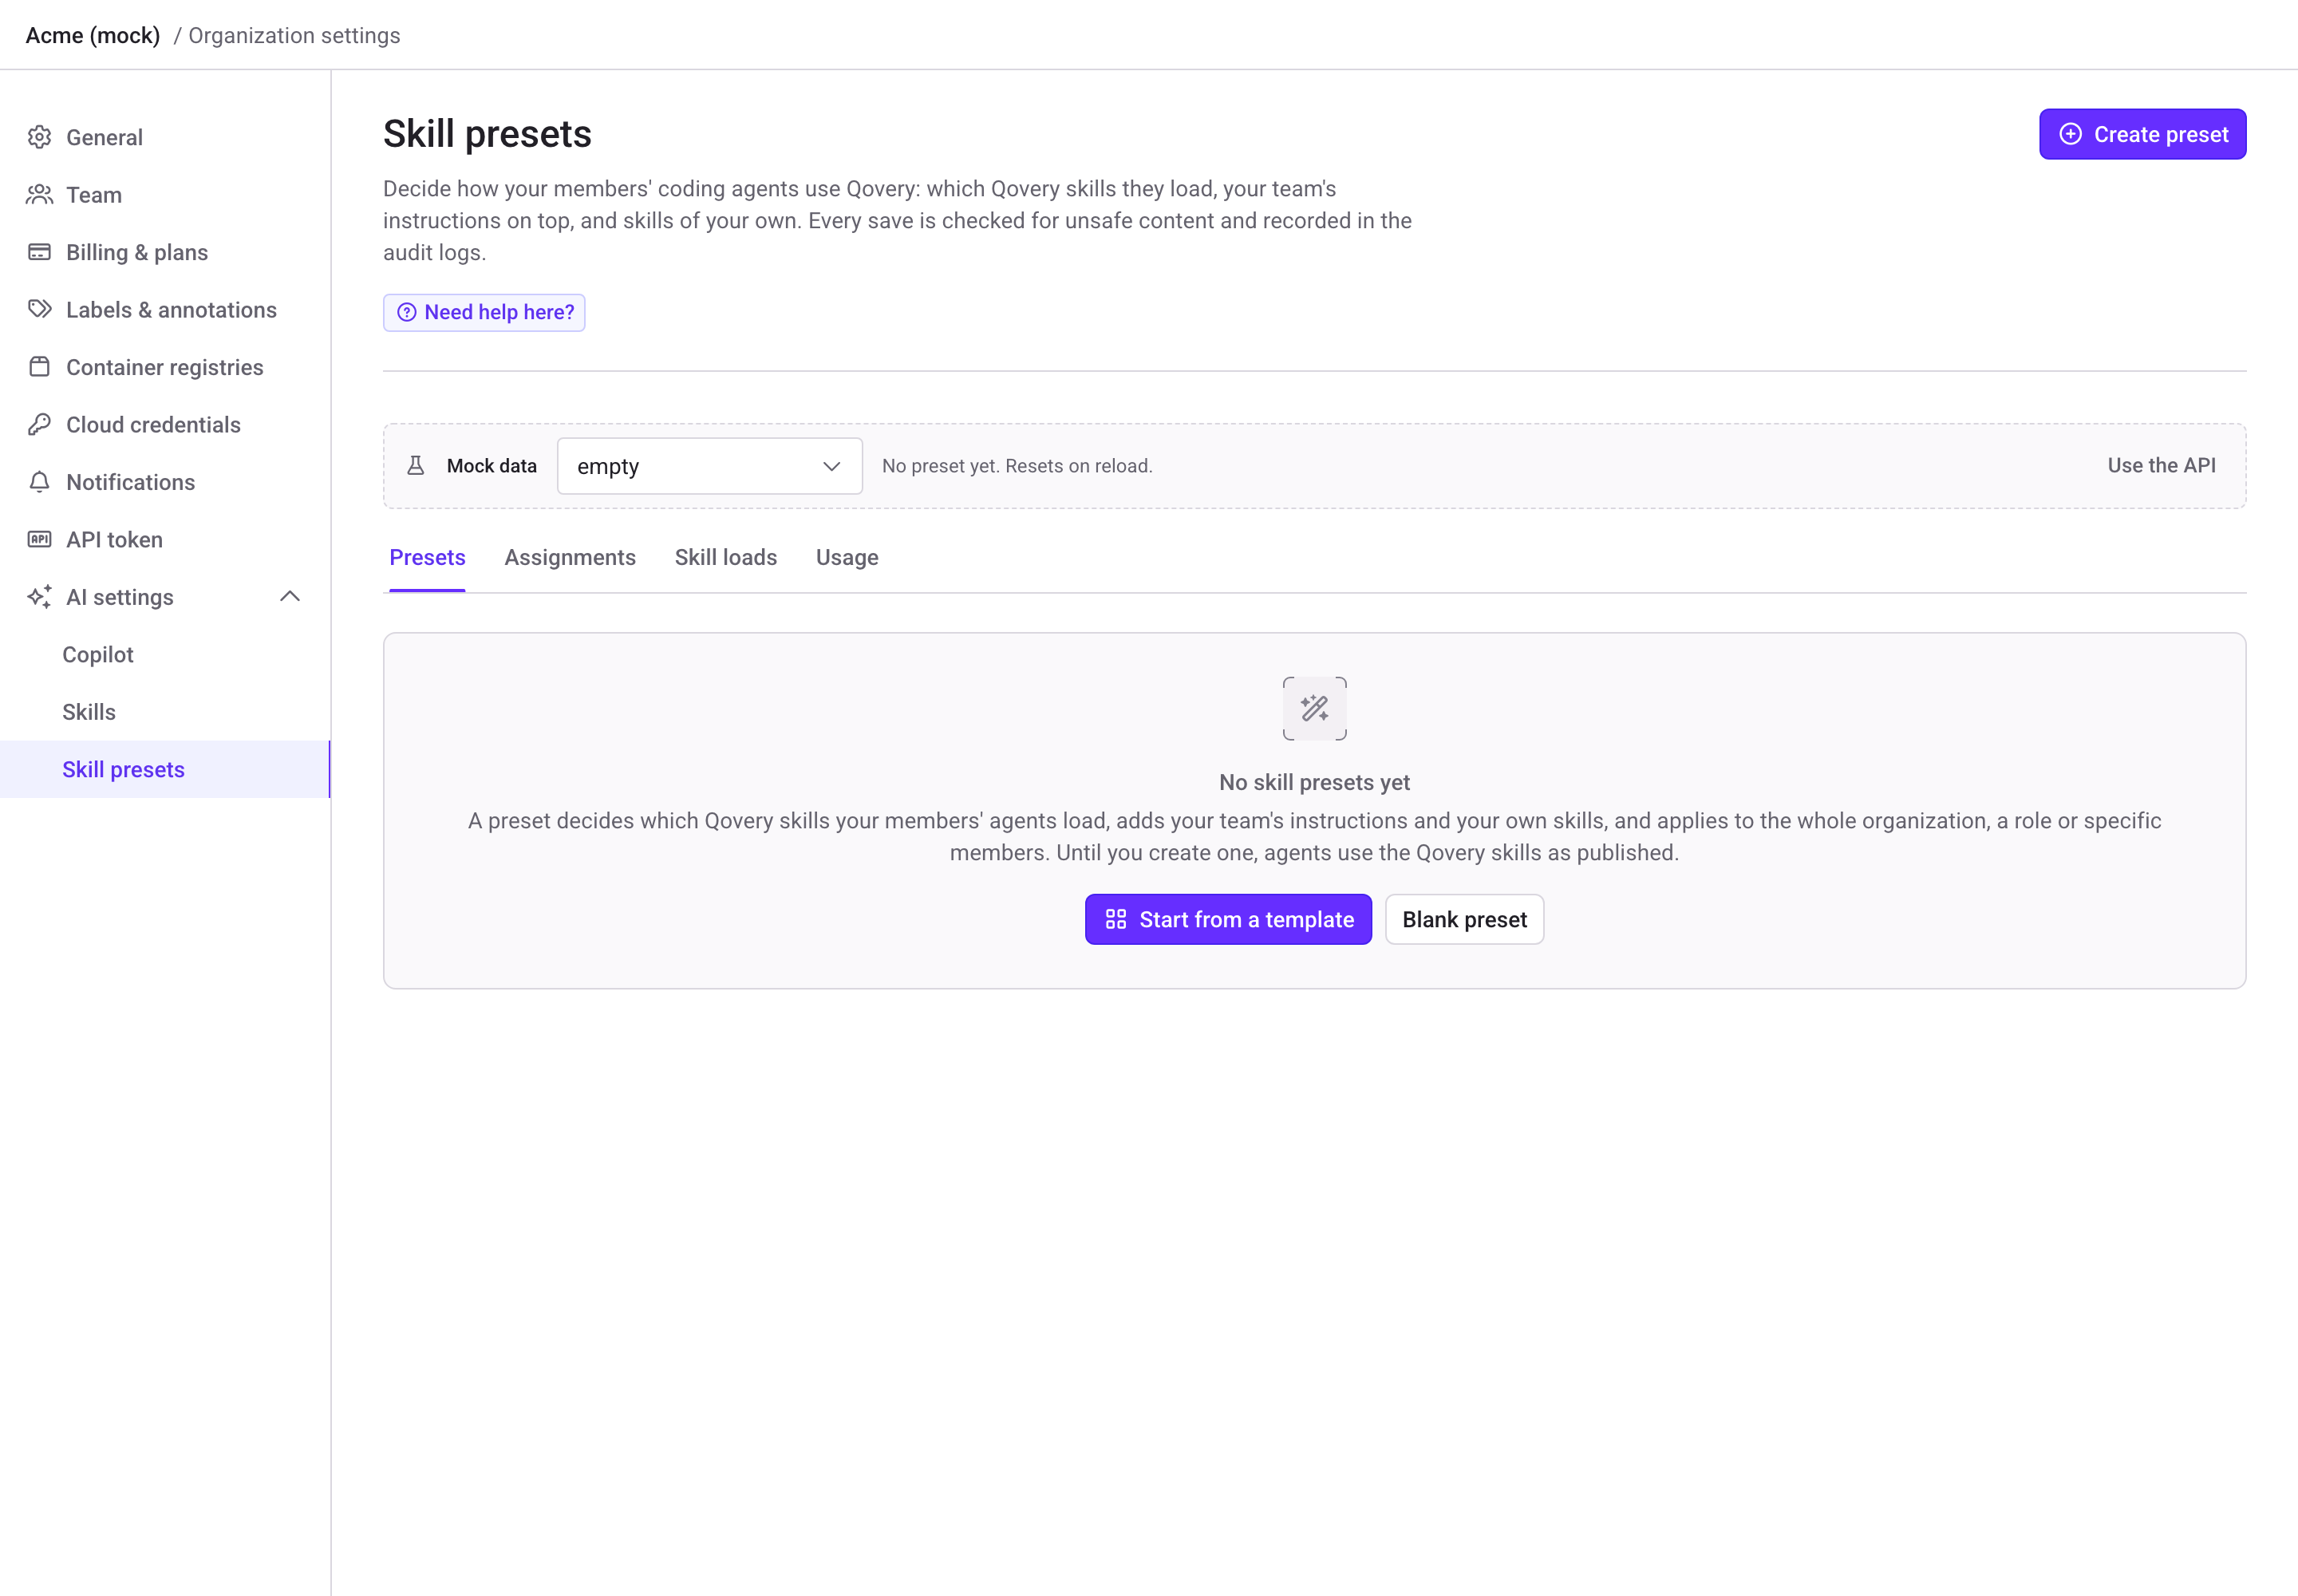 Acme (mock) / Organization settings
General
Team
Billing & plans
Labels & annotations
Container registries
Cloud credentials
Notifications
API token
AI settings
Copilot
Skills
Skill presets
Skill presets
Create preset
Decide how your members' coding agents use Qovery: which Qovery skills they load, your team's
instructions on top, and skills of your own. Every save is checked for unsafe content and recorded in the
audit logs.
Need help here?
Mock data
empty
No preset yet. Resets on reload.
Use the API
Presets
Assignments
Skill loads
Usage
No skill presets yet
A preset decides which Qovery skills your members' agents load, adds your team's instructions and your own skills, and applies to the whole organization, a role or specific
members. Until you create one, agents use the Qovery skills as published.
Start from a template
Blank preset